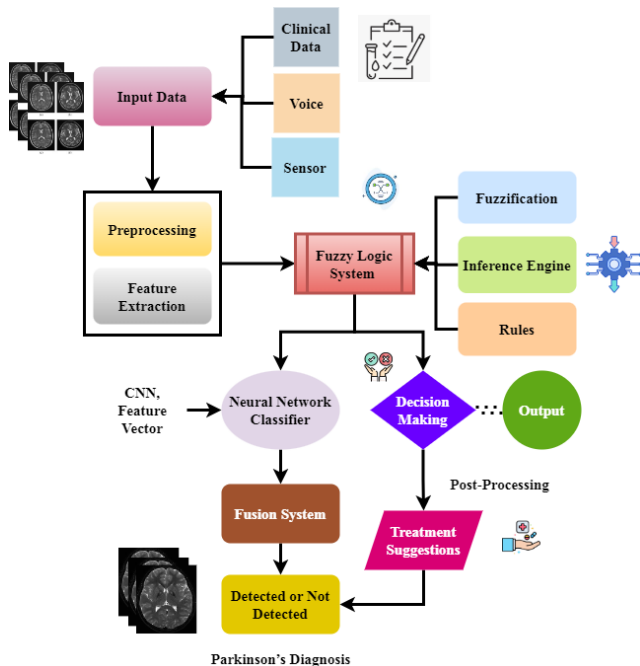 Clinical
Data
Input Data
Voice
Sensor
Preprocessing
Feature
Extraction
Fuzzy Logic
System
Fuzzification
Inference Engine
Rules
CNN,
Feature
Vector
Neural Network
Classifier
Decision
Making
Output
Post-Processing
Fusion System
Treatment
Suggestions
Detected or Not
Detected
Parkinson's Diagnosis